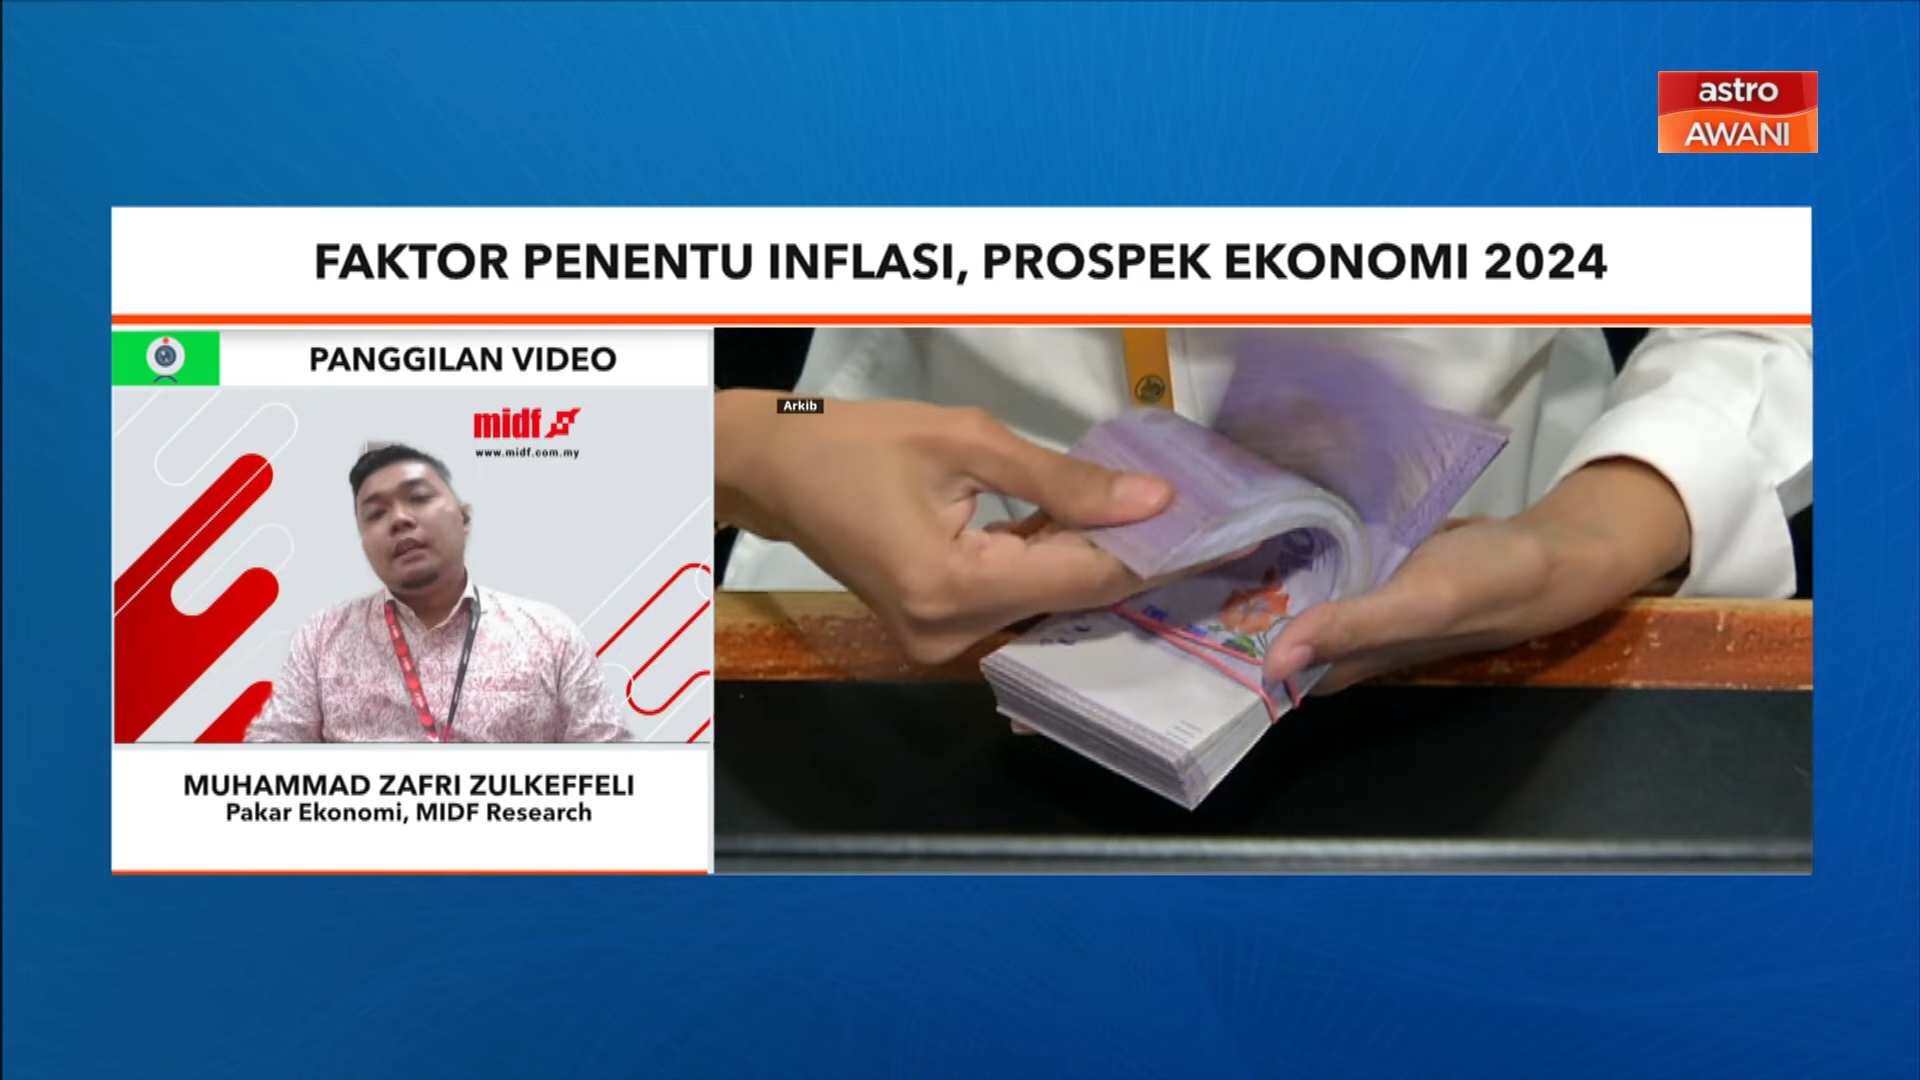 astro
AWANI
FAKTOR PENENTU INFLASI, PROSPEK EKONOMI 2024
PANGGILAN VIDEO
midf
www.midf.com.my
Arkib
MUHAMMAD ZAFRI ZULKEFFELI
Pakar Ekonomi, MIDF Research